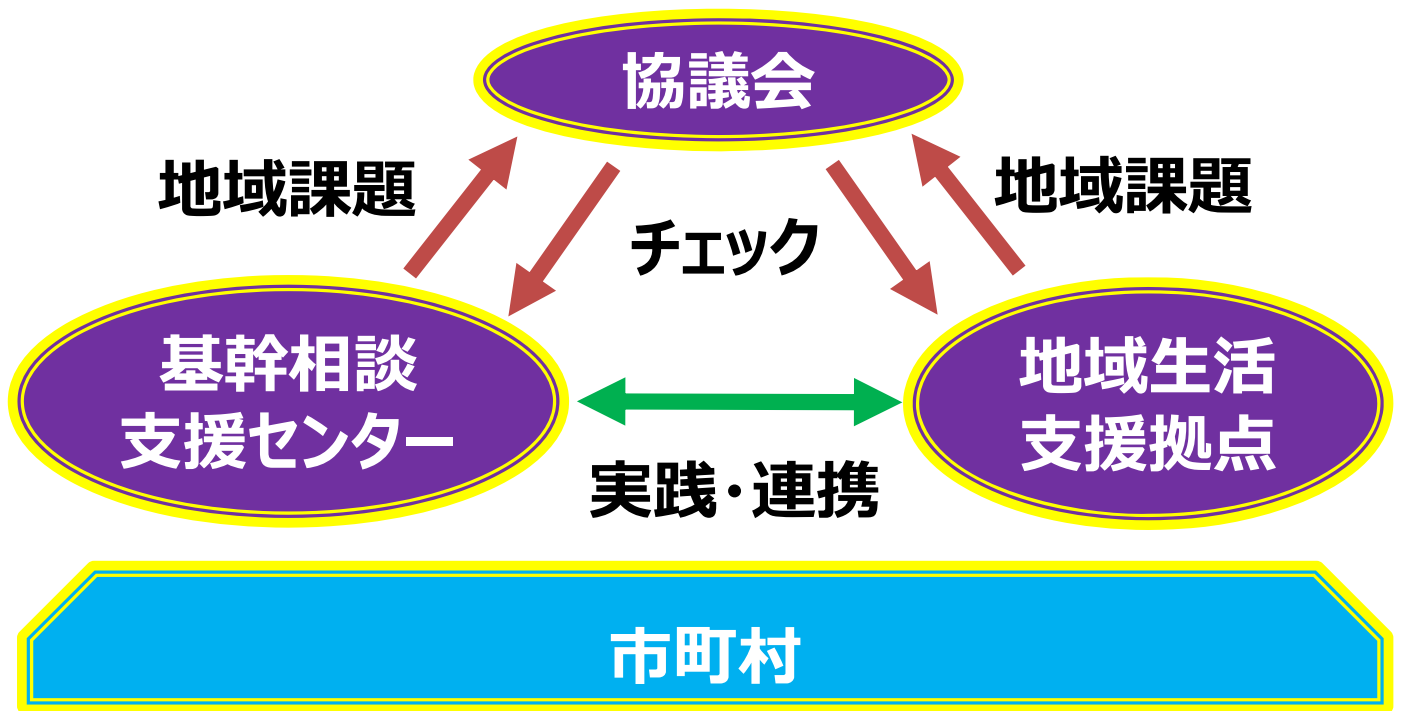 協議会
地域課題
地域課題
チェック
基幹相談
支援センター
地域生活
支援拠点
実践・連携
市町村